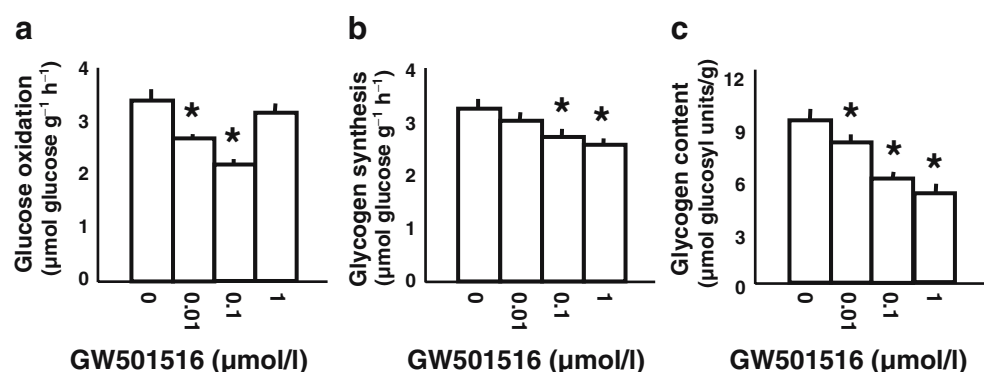 a
Glucose oxidation
(µmol glucose g⁻¹ h⁻¹)
4
3
2
1
0
*
*
0
0.01
0.1
1
GW501516 (µmol/l)
b
Glycogen synthesis
(µmol glucose g⁻¹ h⁻¹)
4
3
2
1
0
*
*
0
0.01
0.1
1
GW501516 (µmol/l)
c
Glycogen content
(µmol glucosyl units/g)
12
9
6
3
0
*
*
*
0
0.01
0.1
1
GW501516 (µmol/l)